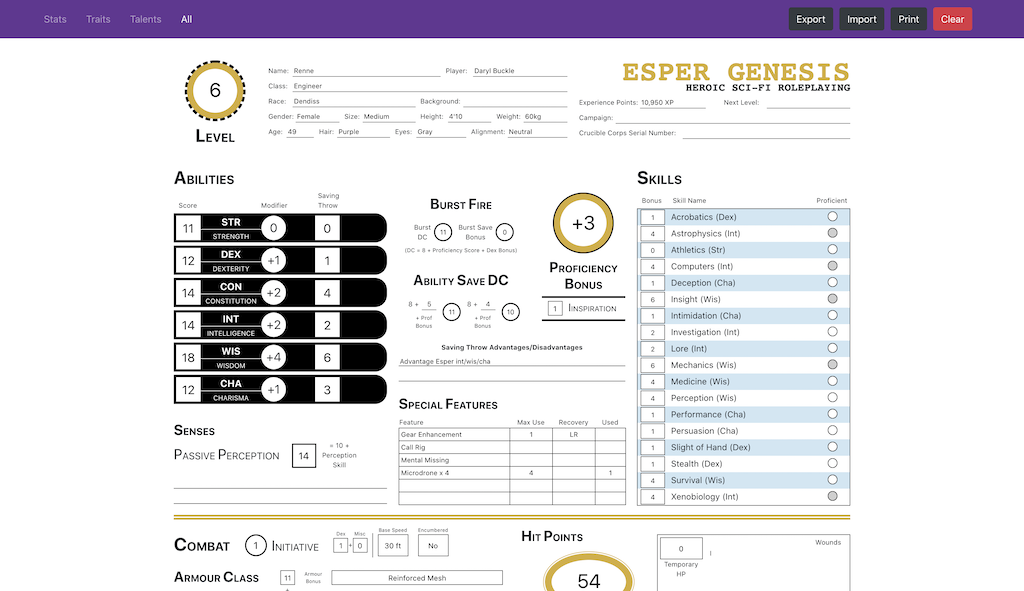 Stats Traits Talents All Export Import Print Clear
6
LEVEL
Name: Renne Player: Daryl Buckle
Class: Engineer
Race: Dendiss Background:
Gender: Female Size: Medium Height: 4'10 Weight: 60kg
Age: 49 Hair: Purple Eyes: Gray Alignment: Neutral
ESPER GENESIS
HEROIC SCI-FI ROLEPLAYING
Experience Points: 10,950 XP Next Level:
Campaign:
Crucible Corps Serial Number:
ABILITIES
Score Modifier Saving Throw
11 STR STRENGTH 0 0
12 DEX DEXTERITY +1 1
14 CON CONSTITUTION +2 4
14 INT INTELLIGENCE +2 2
18 WIS WISDOM +4 6
12 CHA CHARISMA +1 3
SENSES
PASSIVE PERCEPTION 14 = 10 + Perception Skill
BURST FIRE
Burst DC 11 Burst Save Bonus 0
(DC = 8 + Proficiency Score + Dex Bonus)
ABILITY SAVE DC
8 + 5 + Prof Bonus 11 8 + 4 + Prof Bonus 10
+3
PROFICIENCY BONUS
1 INSPIRATION
Saving Throw Advantages/Disadvantages
Advantage Esper int/wis/cha
SPECIAL FEATURES
Feature Max Use Recovery Used
Gear Enhancement 1 LR
Call Rig
Mental Missing
Microdrone x 4 4 1
SKILLS
Bonus Skill Name Proficient
1 Acrobatics (Dex)
4 Astrophysics (Int)
0 Athletics (Str)
4 Computers (Int)
1 Deception (Cha)
6 Insight (Wis)
1 Intimidation (Cha)
2 Investigation (Int)
2 Lore (Int)
6 Mechanics (Wis)
4 Medicine (Wis)
4 Perception (Wis)
1 Performance (Cha)
1 Persuasion (Cha)
1 Slight of Hand (Dex)
1 Stealth (Dex)
4 Survival (Wis)
4 Xenobiology (Int)
COMBAT 1 INITIATIVE Dex 1 + Misc 0 Base Speed 30 ft Encumbered No
ARMOUR CLASS 11 Armour Bonus Reinforced Mesh
HIT POINTS
54
0 Temporary HP
Wounds
l